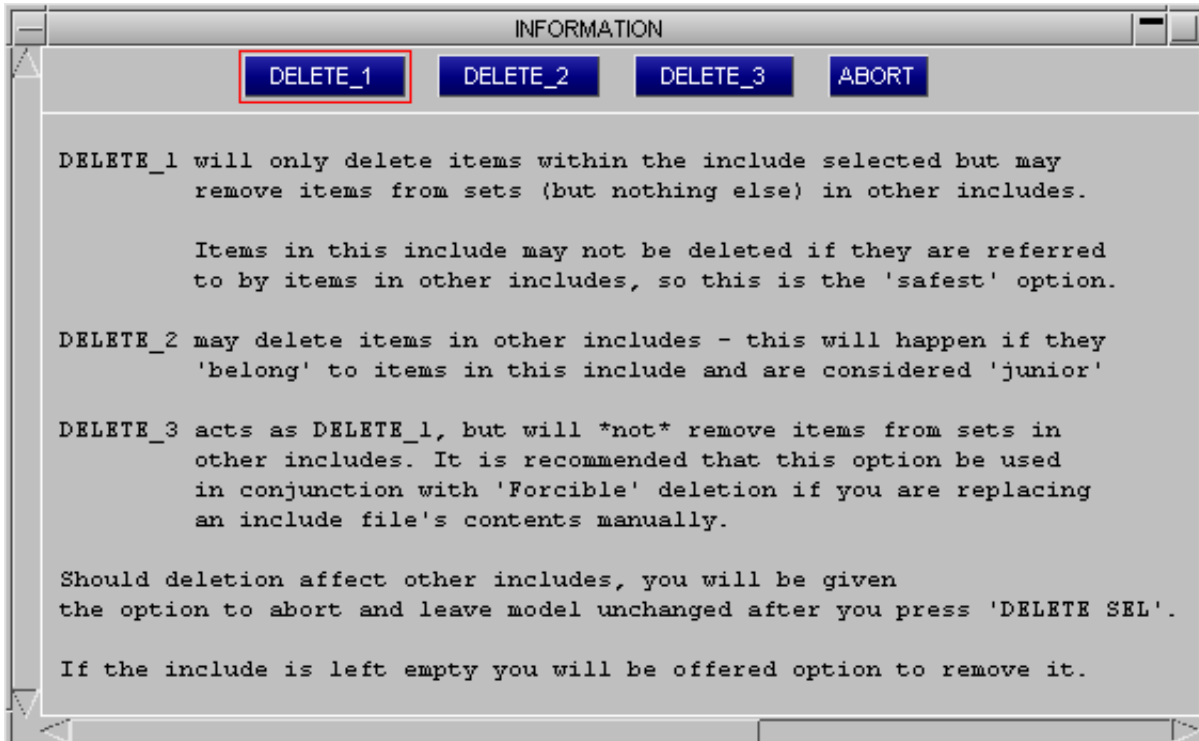 INFORMATION
DELETE_1 DELETE_2 DELETE_3 ABORT
DELETE_1 will only delete items within the include selected but may
remove items from sets (but nothing else) in other includes.
Items in this include may not be deleted if they are referred
to by items in other includes, so this is the 'safest' option.
DELETE_2 may delete items in other includes - this will happen if they
'belong' to items in this include and are considered 'junior'
DELETE_3 acts as DELETE_1, but will *not* remove items from sets in
other includes. It is recommended that this option be used
in conjunction with 'Forcible' deletion if you are replacing
an include file's contents manually.
Should deletion affect other includes, you will be given
the option to abort and leave model unchanged after you press 'DELETE SEL'.
If the include is left empty you will be offered option to remove it.